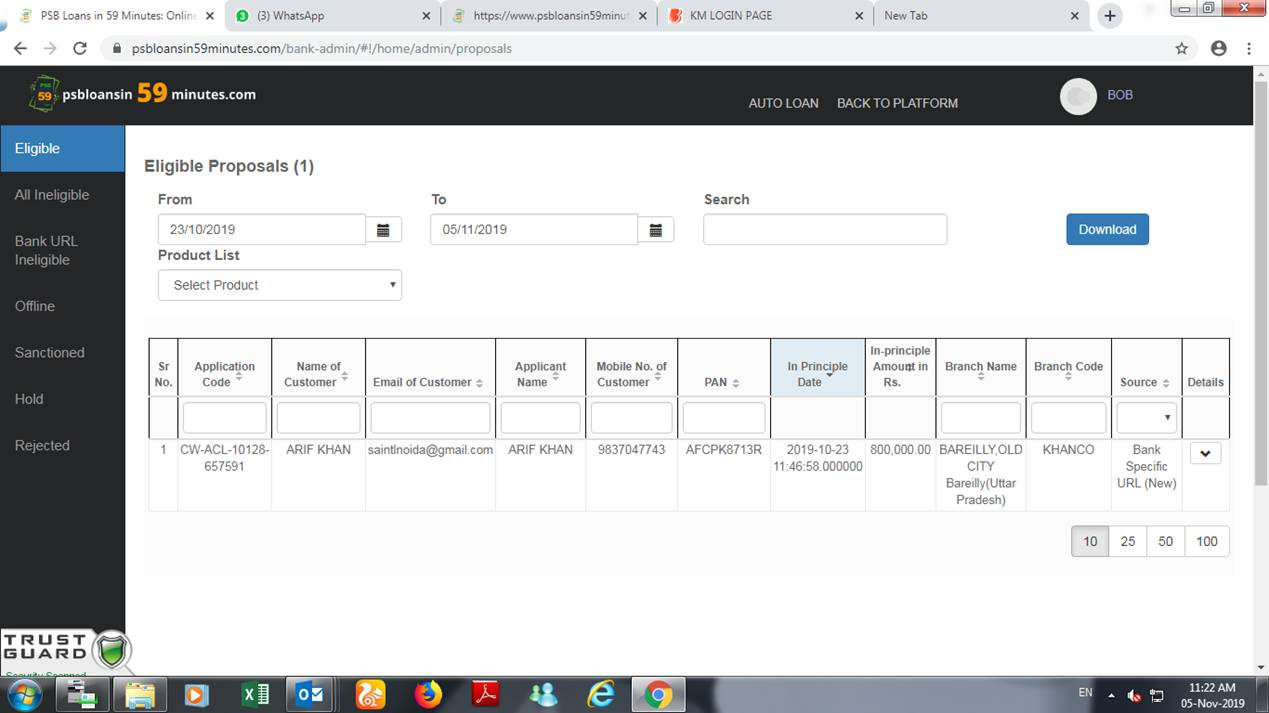 PSB Loans in 59 Minutes: Online
(3) WhatsApp
https://www.psbloansin59minut
KM LOGIN PAGE
New Tab
psbloansin59minutes.com/bank-admin/#!/home/admin/proposals
PSB
59
psbloansin 59 minutes.com
AUTO LOAN
BACK TO PLATFORM
BOB
Eligible
All Ineligible
Bank URL
Ineligible
Offline
Sanctioned
Hold
Rejected
Eligible Proposals (1)
From
To
Search
23/10/2019
05/11/2019
Download
Product List
Select Product
Sr
No.
Application
Code
Name of
Customer
Email of Customer
Applicant
Name
Mobile No. of
Customer
PAN
In Principle
Date
In-principle
Amount in
Rs.
Branch Name
Branch Code
Source
Details
1
CW-ACL-10128-
657591
ARIF KHAN
saintlnoida@gmail.com
ARIF KHAN
9837047743
AFCPK8713R
2019-10-23
11:46:58.000000
800,000.00
BAREILLY,OLD
CITY
Bareilly(Uttar
Pradesh)
KHANCO
Bank
Specific
URL (New)
10 25 50 100
TRUST
GUARD
Security Scanned
EN
11:22 AM
05-Nov-2019